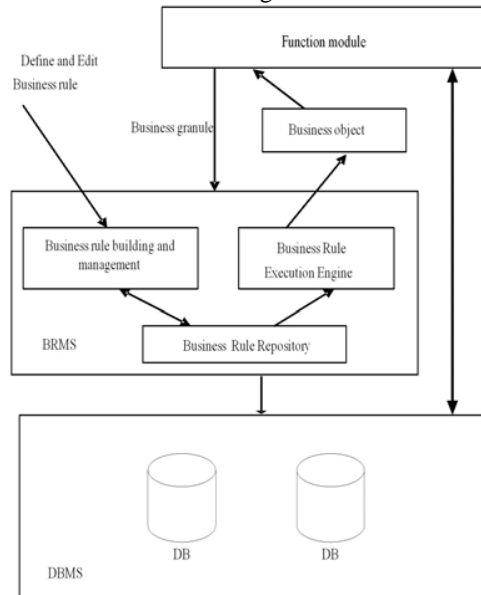 Function module
Define and Edit
Business rule
Business granule
Business object
Business rule building and
management
Business Rule
Execution Engine
Business Rule Repository
BRMS
DB
DB
DBMS